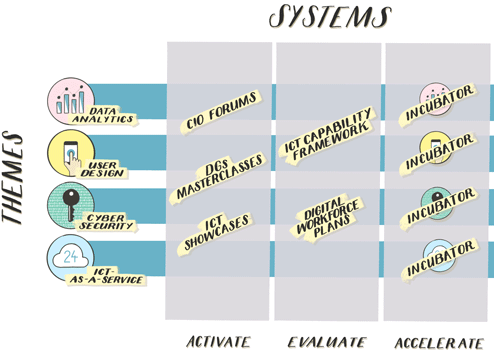 SYSTEMS
THEMES
DATA
ANALYTICS
CIO FORUMS
ICT CAPABILITY
FRAMEWORK
INCUBATOR
USER
DESIGN
DGS
MASTERCLASSES
INCUBATOR
CYBER
SECURITY
ICT
SHOWCASES
DIGITAL
WORKFORCE
PLANS
INCUBATOR
24
ICT-
AS-A-SERVICE
INCUBATOR
ACTIVATE
EVALUATE
ACCELERATE